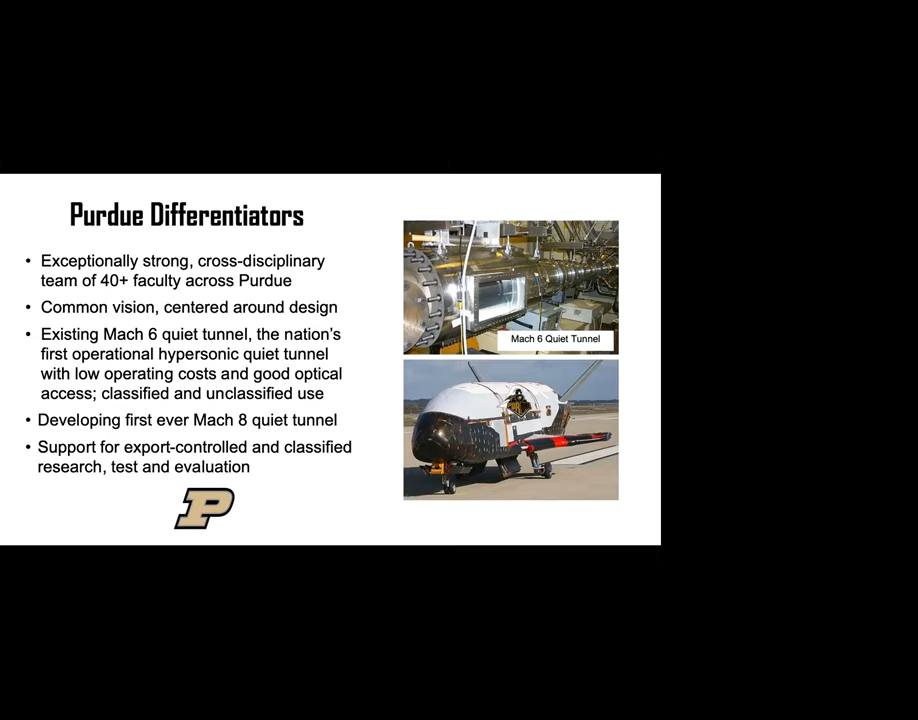 Purdue Differentiators
• Exceptionally strong, cross-disciplinary
team of 40+ faculty across Purdue
• Common vision, centered around design
• Existing Mach 6 quiet tunnel, the nation's
first operational hypersonic quiet tunnel
with low operating costs and good optical
access; classified and unclassified use
• Developing first ever Mach 8 quiet tunnel
• Support for export-controlled and classified
research, test and evaluation
P
Mach 6 Quiet Tunnel